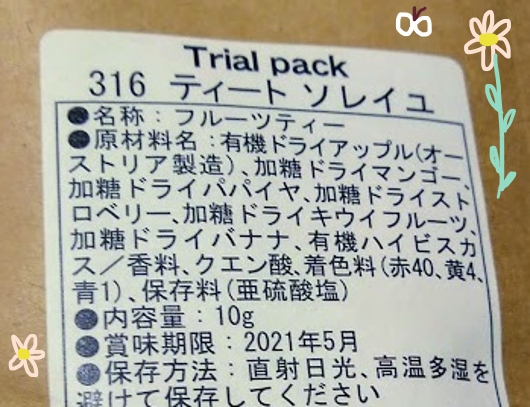 Trial pack
316 ティート ソレイユ
●名称：フルーツティー
●原材料名：有機ドライアップル(オー
ストリア製造)、加糖ドライマンゴー、
加糖ドライパパイヤ、加糖ドライスト
ロベリー、加糖ドライキウイフルーツ、
加糖ドライバナナ、有機ハイビスカ
ス／香料、クエン酸、着色料(赤40、黄4、
青1)、保存料(亜硫酸塩)
●内容量：10g
●賞味期限：2021年5月
●保存方法：直射日光、高温多湿を
避けて保存してください